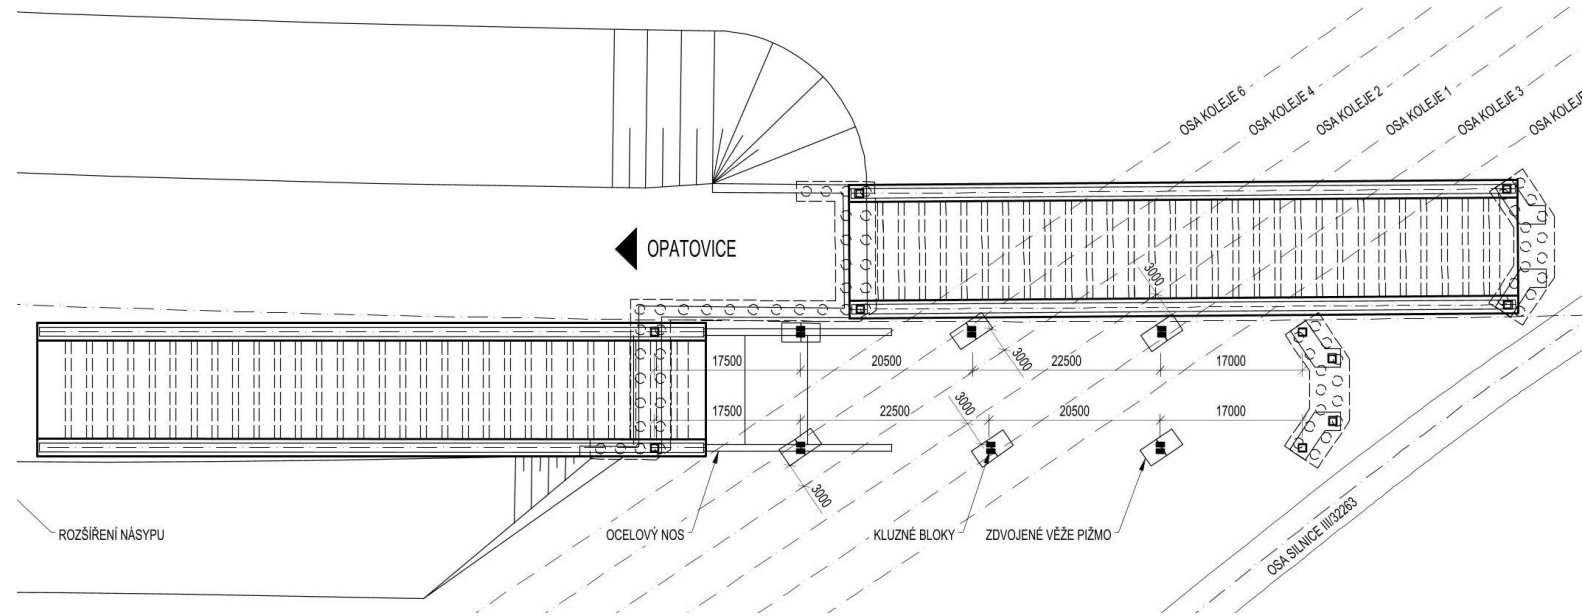 OSA KOLEJE 6
OSA KOLEJE 4
OSA KOLEJE 2
OSA KOLEJE 1
OSA KOLEJE 3
OSA KOLEJE
OPATOVICE
3000
17500
20500
3000
22500
17000
17500
22500
3000
20500
17000
3000
ROZŠÍŘENÍ NÁSYPU
OCELOVÝ NOS
KLUZNÉ BLOKY
ZDVOJENÉ VĚŽE PIŽMO
OSA SILNICE III/32263